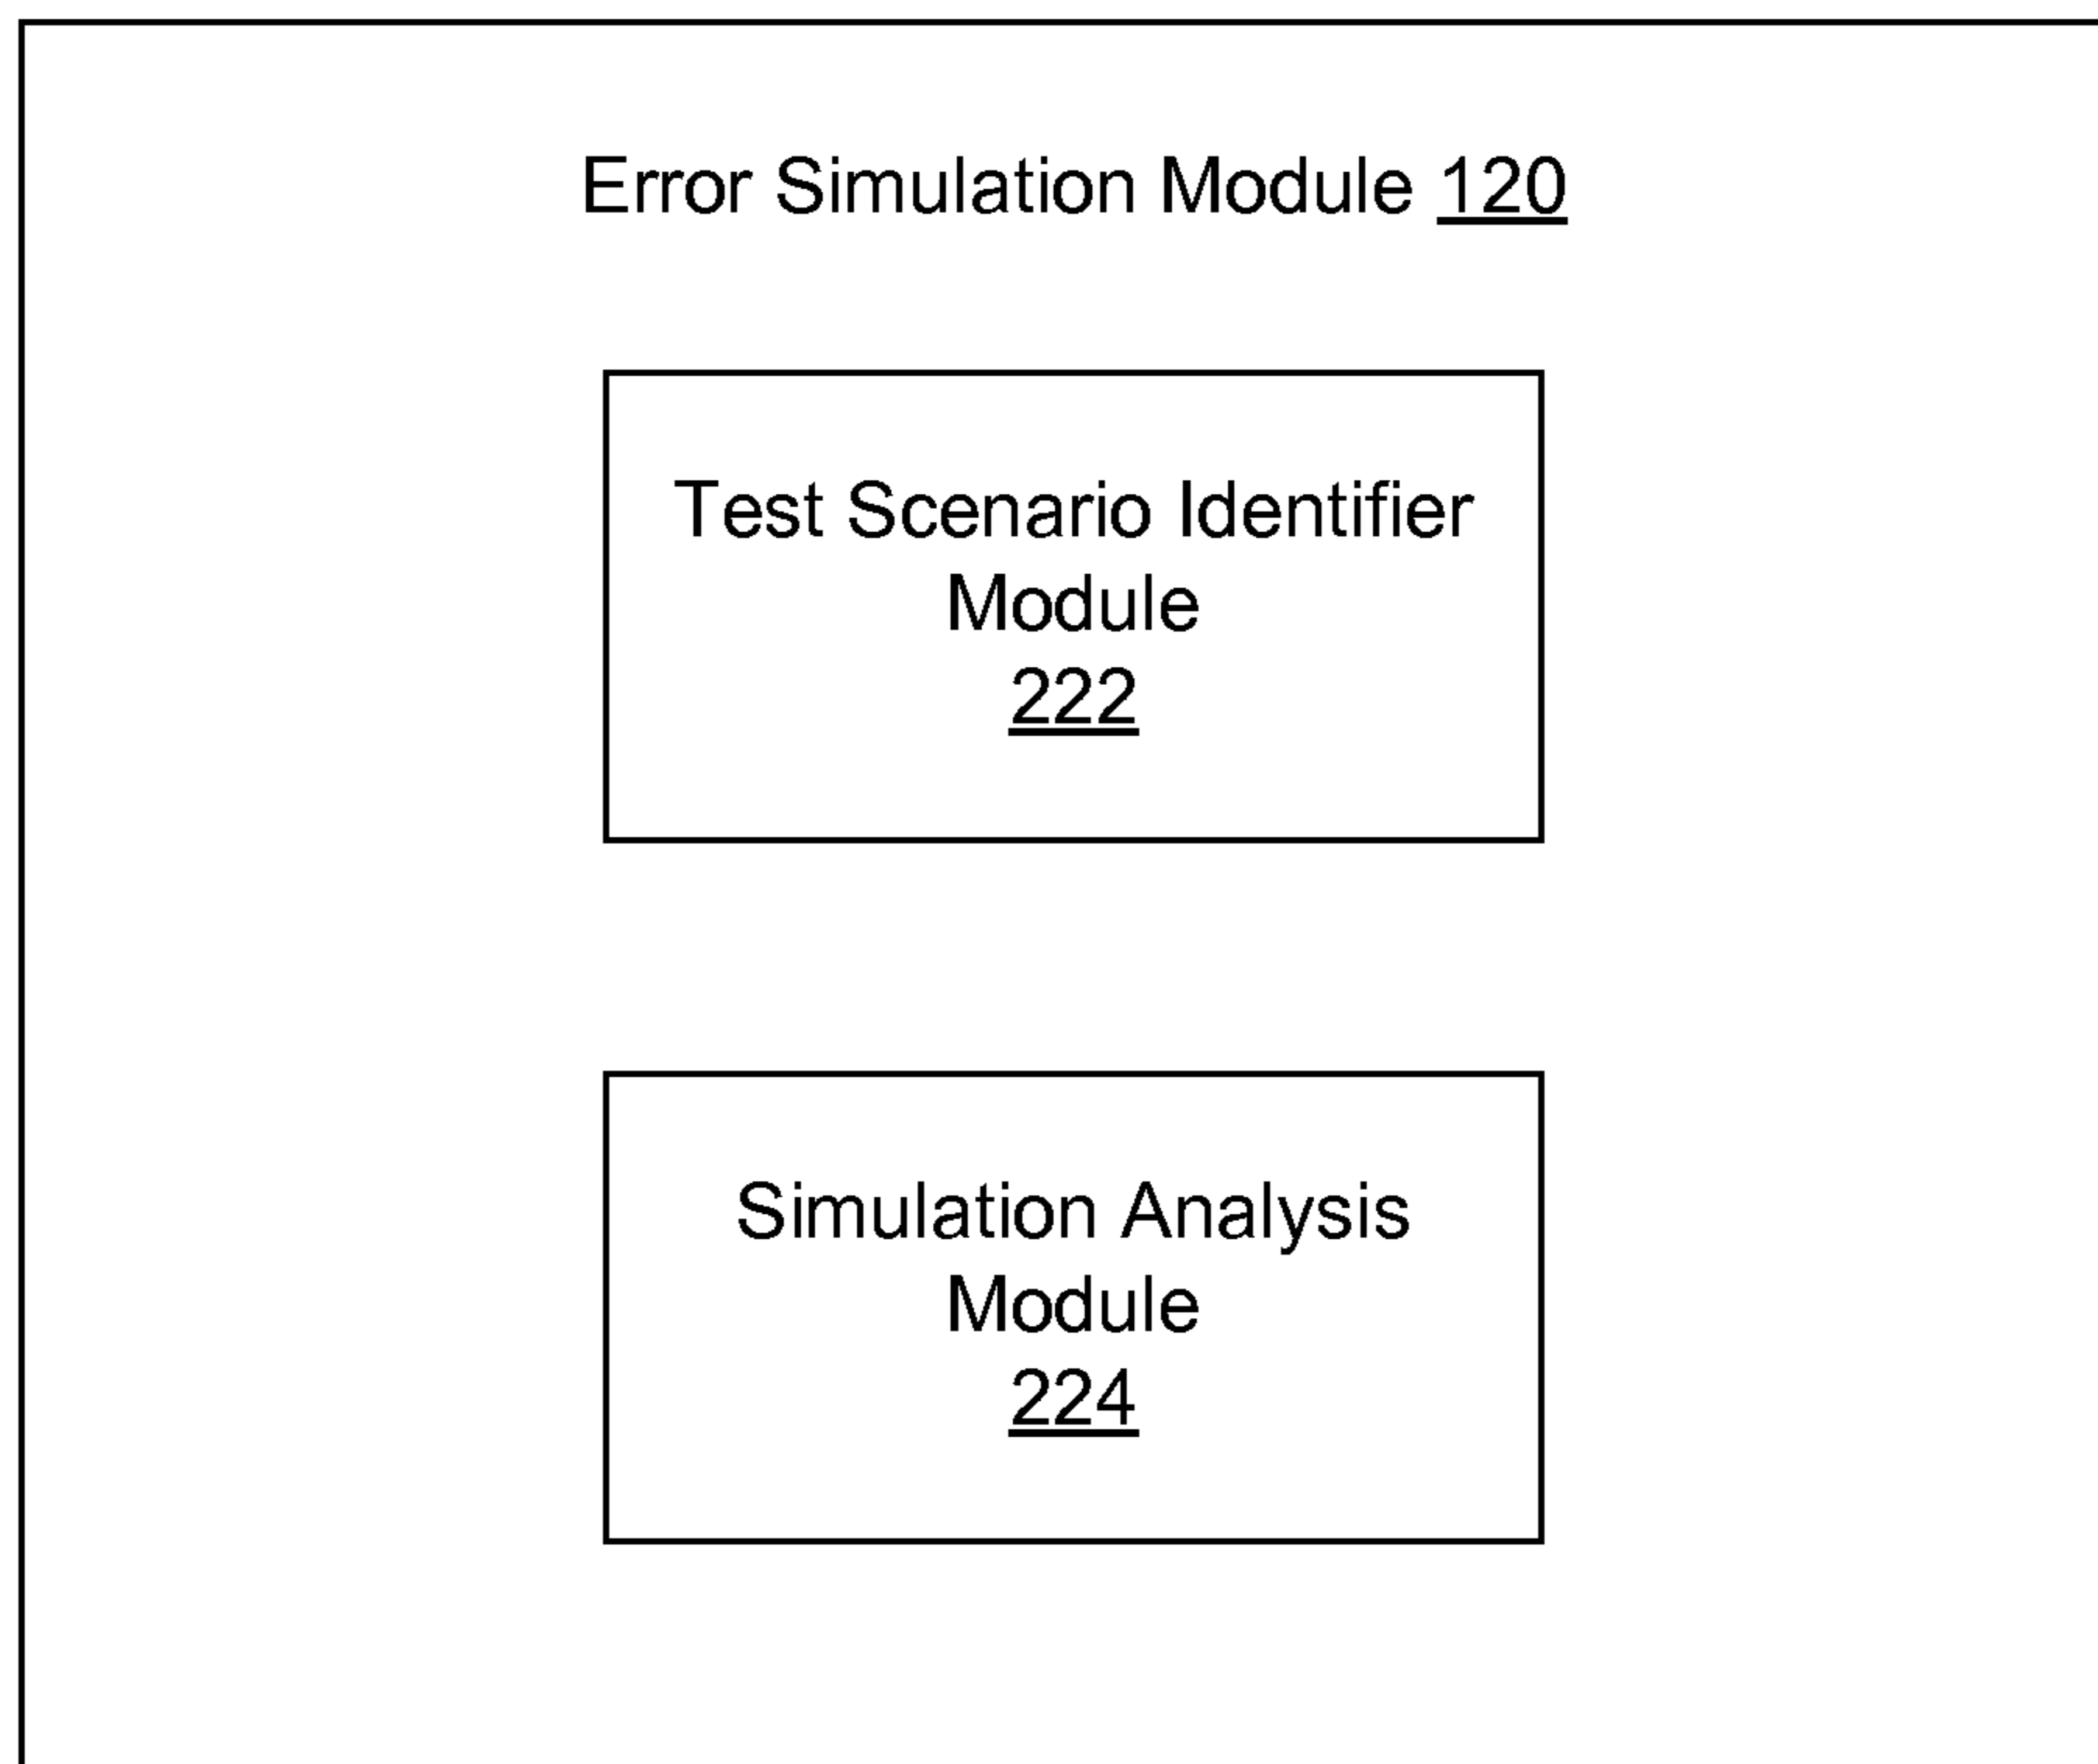 Error Simulation Module 120
Test Scenario Identifier
Module
222
Simulation Analysis
Module
224